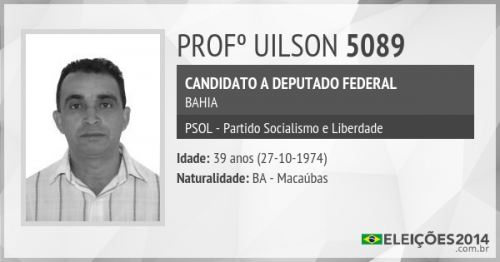 PROFº UILSON 5089
CANDIDATO A DEPUTADO FEDERAL
BAHIA
PSOL - Partido Socialismo e Liberdade
Idade: 39 anos (27-10-1974)
Naturalidade: BA - Macaúbas
ELEIÇÕES2014
.com.br